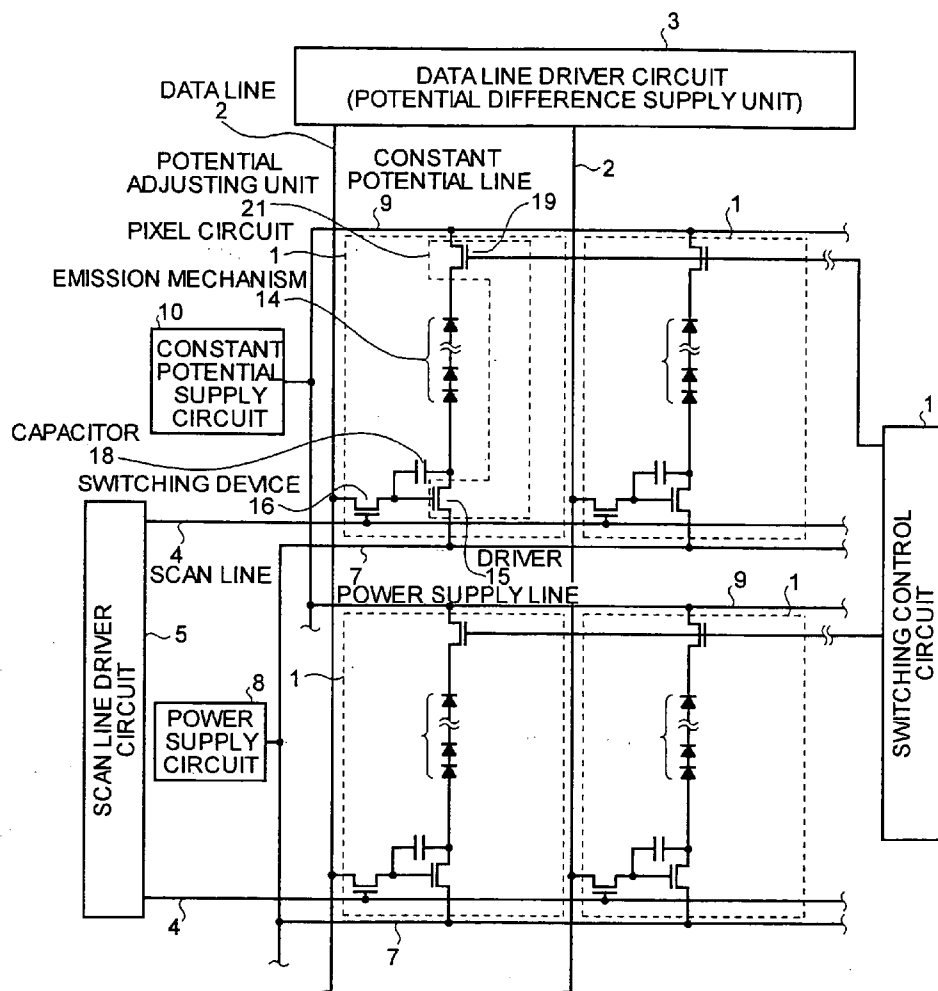 3
DATA LINE DRIVER CIRCUIT
(POTENTIAL DIFFERENCE SUPPLY UNIT)
DATA LINE
2
POTENTIAL
ADJUSTING UNIT
21
CONSTANT
POTENTIAL LINE
2
9
19
1
PIXEL CIRCUIT
1
EMISSION MECHANISM
14
10
CONSTANT
POTENTIAL
SUPPLY
CIRCUIT
1
SWITCHING CONTROL
CIRCUIT
CAPACITOR
18
SWITCHING DEVICE
16
4
SCAN LINE
7
DRIVER
15
POWER SUPPLY LINE
9
1
5
SCAN LINE DRIVER
CIRCUIT
1
8
POWER
SUPPLY
CIRCUIT
4
7